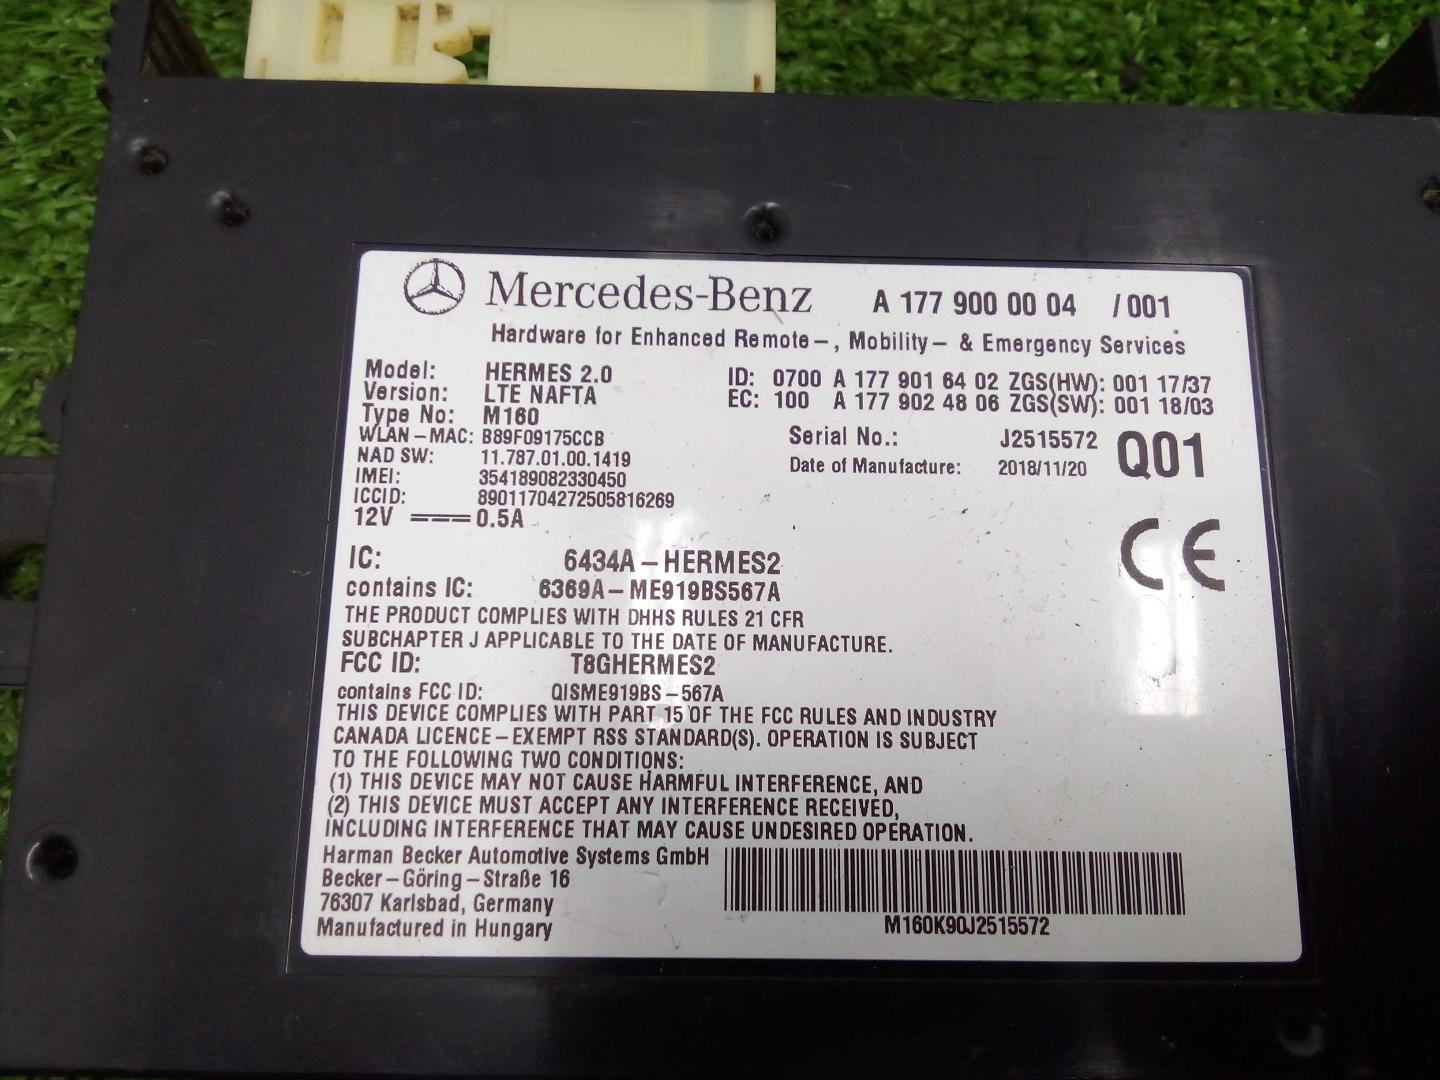 Mercedes-Benz A 177 900 00 04 /001
Hardware for Enhanced Remote-, Mobility- & Emergency Services
Model: HERMES 2.0 ID: 0700 A 177 901 64 02 ZGS(HW): 001 17/37
Version: LTE NAFTA EC: 100 A 177 902 48 06 ZGS(SW): 001 18/03
Type No: M160
WLAN-MAC: B89F09175CCB Serial No.: J2515572 Q01
NAD SW: 11.787.01.00.1419 Date of Manufacture: 2018/11/20
IMEI: 354189082330450
ICCID: 89011704272505816269
12V 0.5A
CE
IC: 6434A-HERMES2
contains IC: 6369A-ME919BS567A
THE PRODUCT COMPLIES WITH DHHS RULES 21 CFR
SUBCHAPTER J APPLICABLE TO THE DATE OF MANUFACTURE.
FCC ID: T8GHERMES2
contains FCC ID: QISME919BS-567A
THIS DEVICE COMPLIES WITH PART 15 OF THE FCC RULES AND INDUSTRY
CANADA LICENCE-EXEMPT RSS STANDARD(S). OPERATION IS SUBJECT
TO THE FOLLOWING TWO CONDITIONS:
(1) THIS DEVICE MAY NOT CAUSE HARMFUL INTERFERENCE, AND
(2) THIS DEVICE MUST ACCEPT ANY INTERFERENCE RECEIVED,
INCLUDING INTERFERENCE THAT MAY CAUSE UNDESIRED OPERATION.
Harman Becker Automotive Systems GmbH
Becker-Göring-Straße 16
76307 Karlsbad, Germany
Manufactured in Hungary
M160K90J2515572